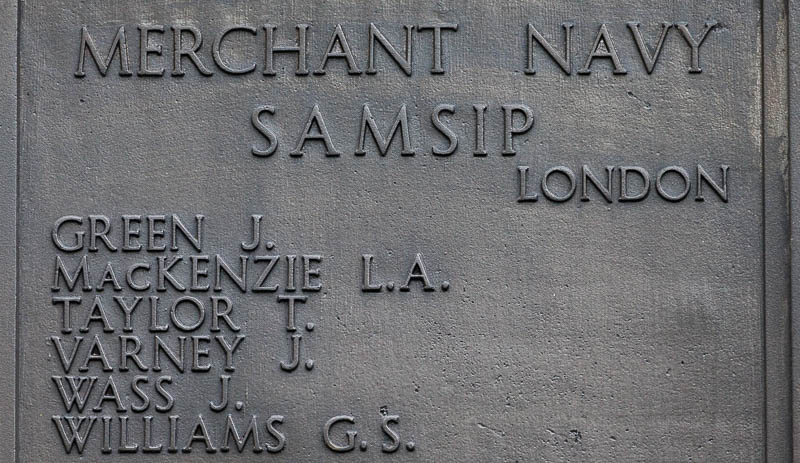 MERCHANT NAVY
SAMSIP
LONDON
GREEN J.
MacKENZIE L.A.
TAYLOR T.
VARNEY J.
WASS J.
WILLIAMS G.S.